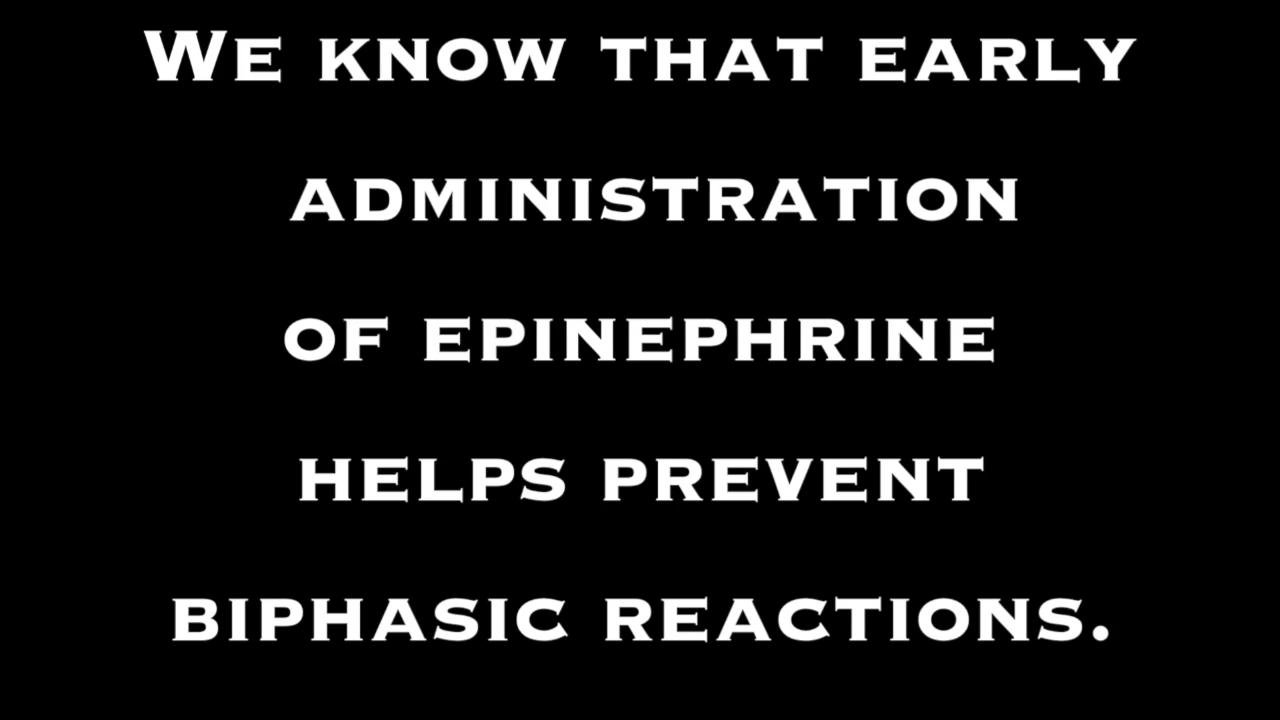 We know that early
administration
of epinephrine
helps prevent
biphasic reactions.